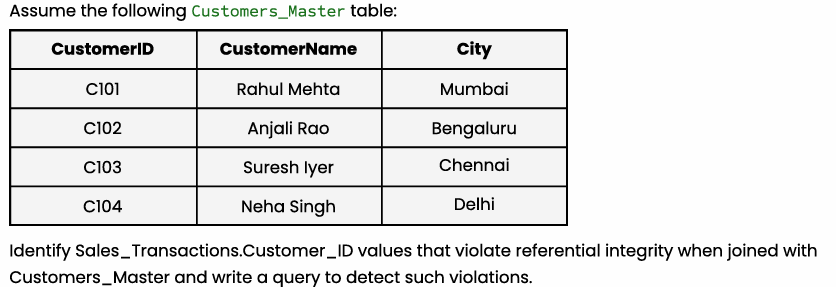 Assume the following Customers_Master table:
CustomerID CustomerName City
C101 Rahul Mehta Mumbai
C102 Anjali Rao Bengaluru
C103 Suresh Iyer Chennai
C104 Neha Singh Delhi
Identify Sales_Transactions.Customer_ID values that violate referential integrity when joined with
Customers_Master and write a query to detect such violations.